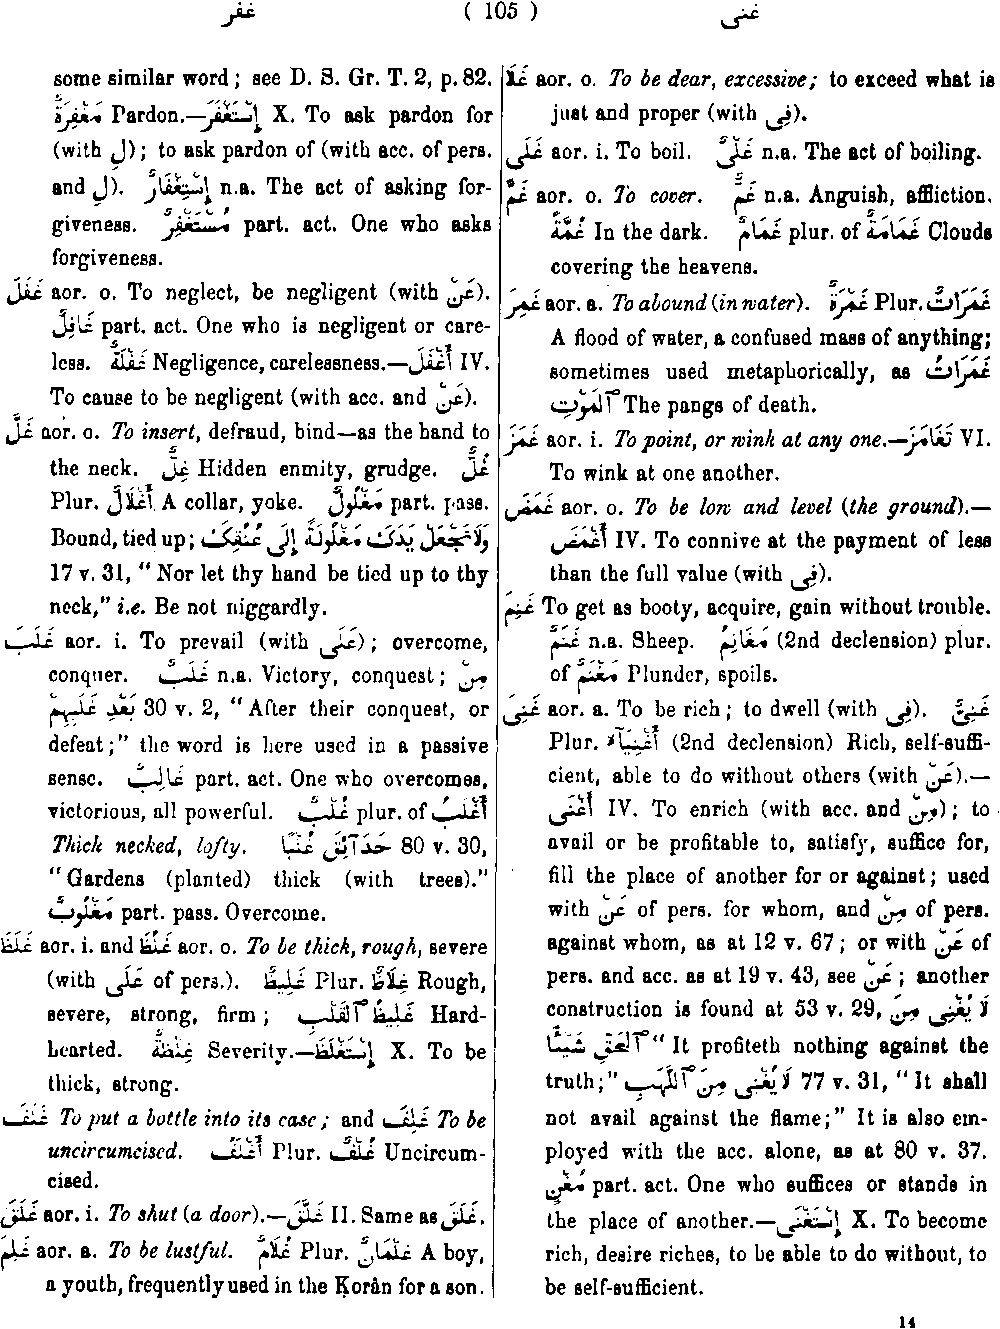 غفر ( 105 ) غنى
some similar word; see D. S. Gr. T. 2, p. 82.
مَغْفِرَةٌ Pardon.—إِسْتَغْفَرَ X. To ask pardon for
(with لِ); to ask pardon of (with acc. of pers.
and لِ). إِسْتِغْفَارٌ n.a. The act of asking for-
giveness. مُسْتَغْفِرٌ part. act. One who asks
forgiveness.
غَفَلَ aor. o. To neglect, be negligent (with عَنْ).
غَافِلٌ part. act. One who is negligent or care-
less. غَفْلَةٌ Negligence, carelessness.—أَغْفَلَ IV.
To cause to be negligent (with acc. and عَنْ).
غَلَّ aor. o. To insert, defraud, bind—as the hand to
the neck. غِلٌّ Hidden enmity, grudge. غُلٌّ
Plur. أَغْلَالٌ A collar, yoke. مَغْلُولٌ part. pass.
Bound, tied up; وَلَا تَجْعَلْ يَدَكَ مَغْلُولَةً إِلَى عُنُقِكَ
17 v. 31, “Nor let thy hand be tied up to thy
neck,” i.e. Be not niggardly.
غَلَبَ aor. i. To prevail (with عَلَى); overcome,
conquer. غَلَبٌ n.a. Victory, conquest; مِنْ
بَعْدِ غَلَبِهِمْ 30 v. 2, “After their conquest, or
defeat;” the word is here used in a passive
sense. غَالِبٌ part. act. One who overcomes,
victorious, all powerful. غُلْبٌ plur. of أَغْلَبُ
Thick necked, lofty. حَدَآئِقَ غُلْبًا 80 v. 30,
“Gardens (planted) thick (with trees).”
مَغْلُوبٌ part. pass. Overcome.
غَلَظَ aor. i. and غَلُظَ aor. o. To be thick, rough, severe
(with عَلَى of pers.). غَلِيظٌ Plur. غِلَاظٌ Rough,
severe, strong, firm; غَلِيظُ ٱلْقَلْبِ Hard-
hearted. غِلْظَةٌ Severity.—إِسْتَغْلَظَ X. To be
thick, strong.
غَلَفَ To put a bottle into its case; and غَلِفَ To be
uncircumcised. أَغْلَفُ Plur. غُلْفٌ Uncircum-
cised.
غَلَقَ aor. i. To shut (a door).—غَلَّقَ II. Same as غَلَقَ.
غَلِمَ aor. a. To be lustful. غُلَامٌ Plur. غِلْمَانٌ A boy,
a youth, frequently used in the Ḳorân for a son.
غَلَا aor. o. To be dear, excessive; to exceed what is
just and proper (with فِى).
غَلَى aor. i. To boil. غَلْىٌ n.a. The act of boiling.
غَمَّ aor. o. To cover. غَمٌّ n.a. Anguish, affliction.
غُمَّةً In the dark. غَمَامٌ plur. of غَمَامَةٌ Clouds
covering the heavens.
غَمَرَ aor. a. To abound (in water). غَمْرَةٌ Plur. غَمَرَاتٌ
A flood of water, a confused mass of anything;
sometimes used metaphorically, as غَمَرَاتُ
ٱلْمَوْتِ The pangs of death.
غَمَزَ aor. i. To point, or wink at any one.—تَغَامَزَ VI.
To wink at one another.
غَمَضَ aor. o. To be low and level (the ground).—
أَغْمَضَ IV. To connive at the payment of less
than the full value (with فِى).
غَنِمَ To get as booty, acquire, gain without trouble.
غَنَمٌ n.a. Sheep. مَغَانِمُ (2nd declension) plur.
of مَغْنَمٌ Plunder, spoils.
غَنِىَ aor. a. To be rich; to dwell (with فِى). غَنِىٌّ
Plur. أَغْنِيَآءُ (2nd declension) Rich, self-suffi-
cient, able to do without others (with عَنْ).—
أَغْنَى IV. To enrich (with acc. and مِنْ); to
avail or be profitable to, satisfy, suffice for,
fill the place of another for or against; used
with عَنْ of pers. for whom, and مِنْ of pers.
against whom, as at 12 v. 67; or with عَنْ of
pers. and acc. as at 19 v. 43, see عَنْ; another
construction is found at 53 v. 29, لَا يُغْنِى مِنَ
ٱلْحَقِّ شَيْئًا “It profiteth nothing against the
truth;” لَا يُغْنِى مِنَ ٱللَّهَبِ 77 v. 31, “It shall
not avail against the flame;” It is also em-
ployed with the acc. alone, as at 80 v. 37.
مُغْنٍ part. act. One who suffices or stands in
the place of another.—إِسْتَغْنَى X. To become
rich, desire riches, to be able to do without, to
be self-sufficient.
14